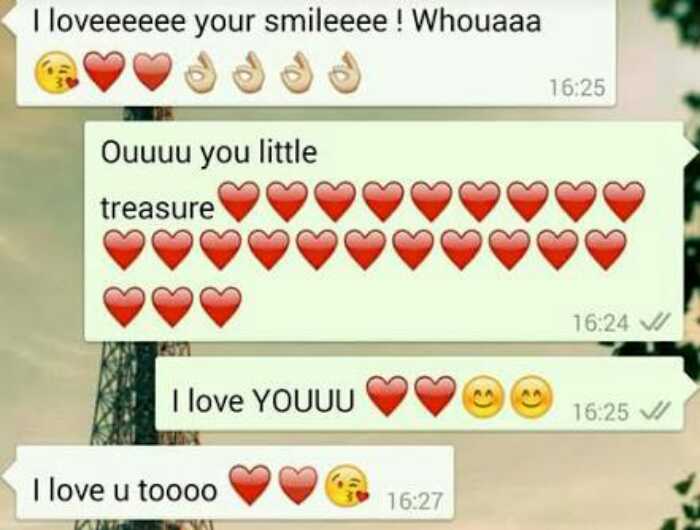 I loveeeeee your smileeee ! Whouaaa
😘❤️❤️👌🏼👌🏼👌🏼👌🏼
16:25
Ouuuu you little
treasure❤️❤️❤️❤️❤️❤️❤️❤️❤️
❤️❤️❤️❤️❤️❤️❤️❤️❤️❤️❤️
❤️❤️❤️
16:24
I love YOUUU ❤️❤️😊😊 16:25
I love u toooo ❤️❤️😘 16:27